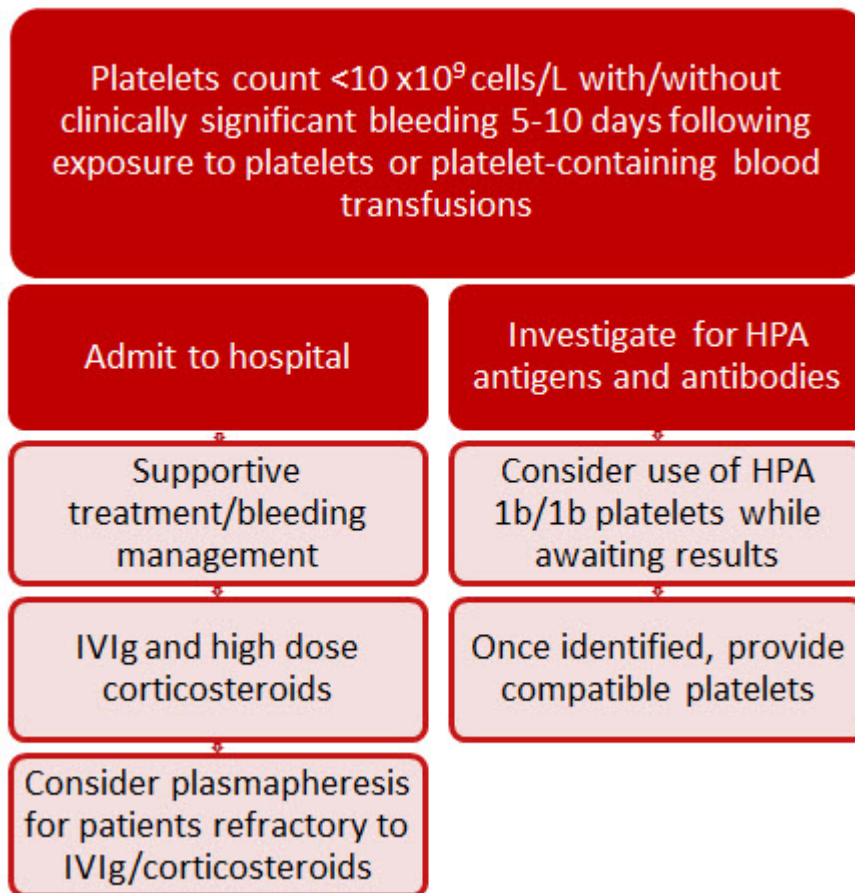 Platelets count <10 x10⁹ cells/L with/without
clinically significant bleeding 5-10 days following
exposure to platelets or platelet-containing blood
transfusions
Admit to hospital
Supportive
treatment/bleeding
management
IVIg and high dose
corticosteroids
Consider plasmapheresis
for patients refractory to
IVIg/corticosteroids
Investigate for HPA
antigens and antibodies
Consider use of HPA
1b/1b platelets while
awaiting results
Once identified, provide
compatible platelets